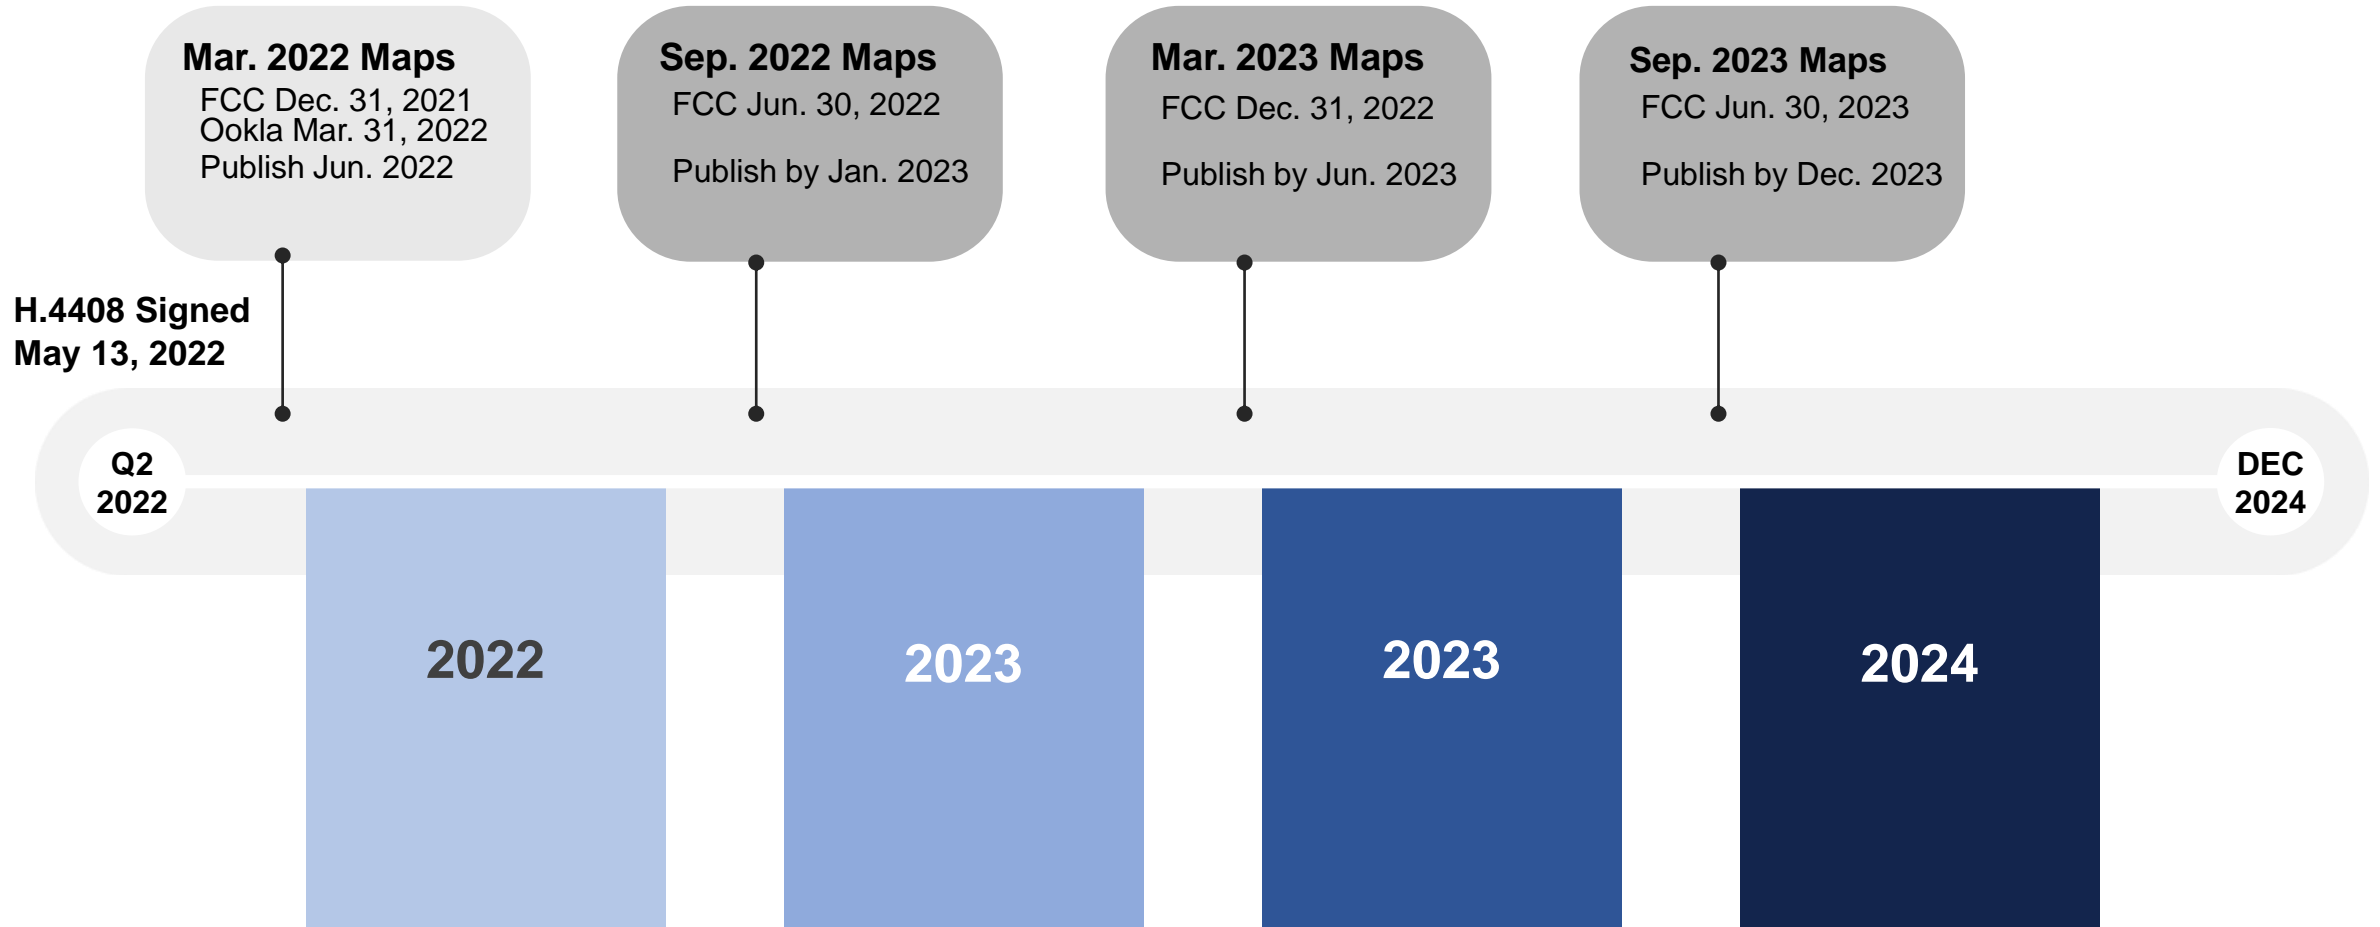 Mar. 2022 Maps
FCC Dec. 31, 2021
Ookla Mar. 31, 2022
Publish Jun. 2022
Sep. 2022 Maps
FCC Jun. 30, 2022
Publish by Jan. 2023
Mar. 2023 Maps
FCC Dec. 31, 2022
Publish by Jun. 2023
Sep. 2023 Maps
FCC Jun. 30, 2023
Publish by Dec. 2023
H.4408 Signed
May 13, 2022
Q2
2022
DEC
2024
2022
2023
2023
2024